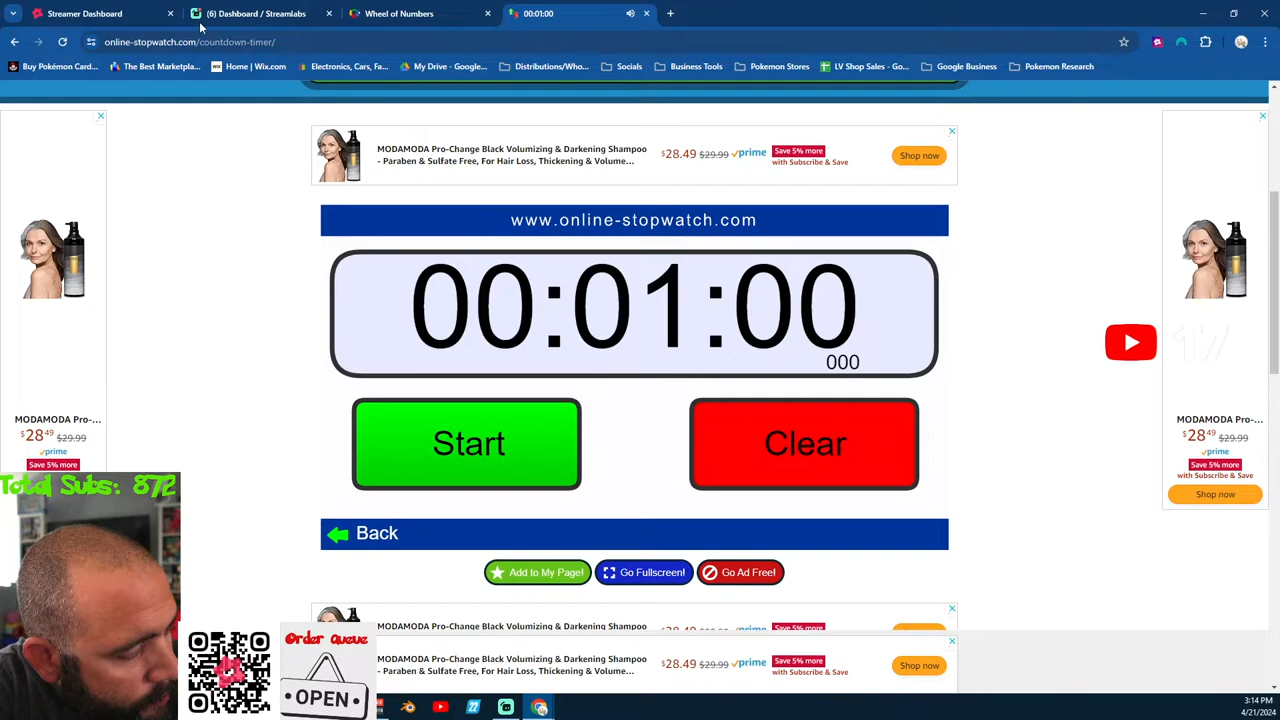 Streamer Dashboard
(6) Dashboard / Streamlabs
Wheel of Numbers
00:01:00
online-stopwatch.com/countdown-timer/
Buy Pokémon Card...
The Best Marketpla...
Home | Wix.com
Electronics, Cars, Fa...
My Drive - Google...
Distributions/Who...
Socials
Business Tools
Pokemon Stores
LV Shop Sales - Go...
Google Business
Pokemon Research
MODAMODA Pro-Change Black Volumizing & Darkening Shampoo
- Paraben & Sulfate Free, For Hair Loss, Thickening & Volume...
$28.49 $29.99 prime
Save 5% more
with Subscribe & Save
Shop now
www.online-stopwatch.com
00:01:00
000
17
Start
Clear
MODAMODA Pro-...
$28.49 $29.99
prime
Save 5% more
MODAMODA Pro-...
$28.49 $29.99
prime
Save 5% more
with Subscribe & Save
Shop now
Total Subs: 872
Back
Add to My Page!
Go Fullscreen!
Go Ad Free!
MODAMODA Pro-Change Black Volumizing & Darkening Shampoo
Order Queue
OPEN
MODAMODA Pro-Change Black Volumizing & Darkening Shampoo
- Paraben & Sulfate Free, For Hair Loss, Thickening & Volume...
$28.49 $29.99 prime
Save 5% more
with Subscribe & Save
Shop now
3:14 PM
4/21/2024